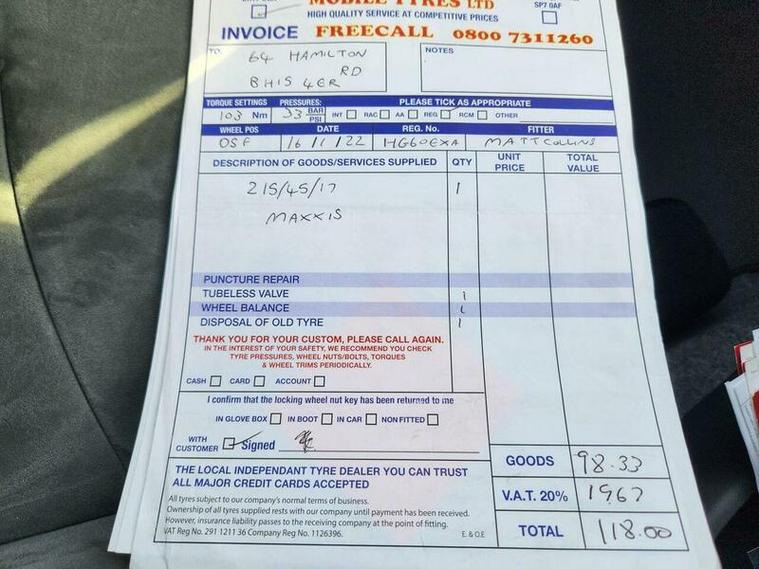 MOBILE TYRES LTD
SP7 0AF
HIGH QUALITY SERVICE AT COMPETITIVE PRICES
INVOICE FREECALL 0800 7311260
TO: 64 HAMILTON
RD
NOTES
TORQUE SETTINGS PRESSURES: PLEASE TICK AS APPROPRIATE
103 Nm 33 BAR PSI INT RAC AA REG RCM OTHER
WHEEL POS DATE REG. No. FITTER
OSF 16/11/22 HG60EXA MATT COLLINS
DESCRIPTION OF GOODS/SERVICES SUPPLIED QTY UNIT PRICE TOTAL VALUE
215/45/17 1
MAXXIS
PUNCTURE REPAIR
TUBELESS VALVE 1
WHEEL BALANCE 1
DISPOSAL OF OLD TYRE 1
THANK YOU FOR YOUR CUSTOM, PLEASE CALL AGAIN.
IN THE INTEREST OF YOUR SAFETY, WE RECOMMEND YOU CHECK
TYRE PRESSURES, WHEEL NUTS/BOLTS, TORQUES
& WHEEL TRIMS PERIODICALLY.
CASH CARD ACCOUNT
I confirm that the locking wheel nut key has been returned to me
IN GLOVE BOX IN BOOT IN CAR NON FITTED
WITH CUSTOMER Signed
THE LOCAL INDEPENDANT TYRE DEALER YOU CAN TRUST
ALL MAJOR CREDIT CARDS ACCEPTED
All tyres subject to our company's normal terms of business.
Ownership of all tyres supplied rests with our company until payment has been received.
However, insurance liability passes to the receiving company at the point of fitting.
VAT Reg No. 291 1211 36 Company Reg No. 1126396. E.&O.E
GOODS 98.33
V.A.T. 20% 19.67
TOTAL 118.00